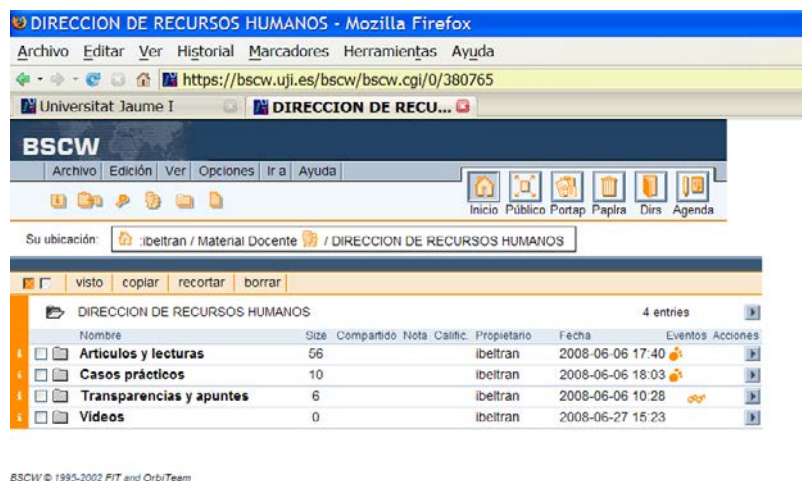 DIRECCION DE RECURSOS HUMANOS - Mozilla Firefox
Archivo Editar Ver Historial Marcadores Herramientas Ayuda
https://bscw.uji.es/bscw/bscw.cgi/0/380765
Universitat Jaume I DIRECCION DE RECU...
BSCW
Archivo Edición Ver Opciones Ir a Ayuda
Inicio Público Portap Paplra Dirs Agenda
Su ubicación: :ibeltran / Material Docente / DIRECCION DE RECURSOS HUMANOS
visto copiar recortar borrar
DIRECCION DE RECURSOS HUMANOS 4 entries
Nombre Size Compartido Nota Calific. Propietario Fecha Eventos Acciones
Artículos y lecturas 56 ibeltran 2008-06-06 17:40
Casos prácticos 10 ibeltran 2008-06-06 18:03
Transparencias y apuntes 6 ibeltran 2008-06-06 10:28
Videos 0 ibeltran 2008-06-27 15:23
BSCW © 1995-2002 FIT and OrbiTeam